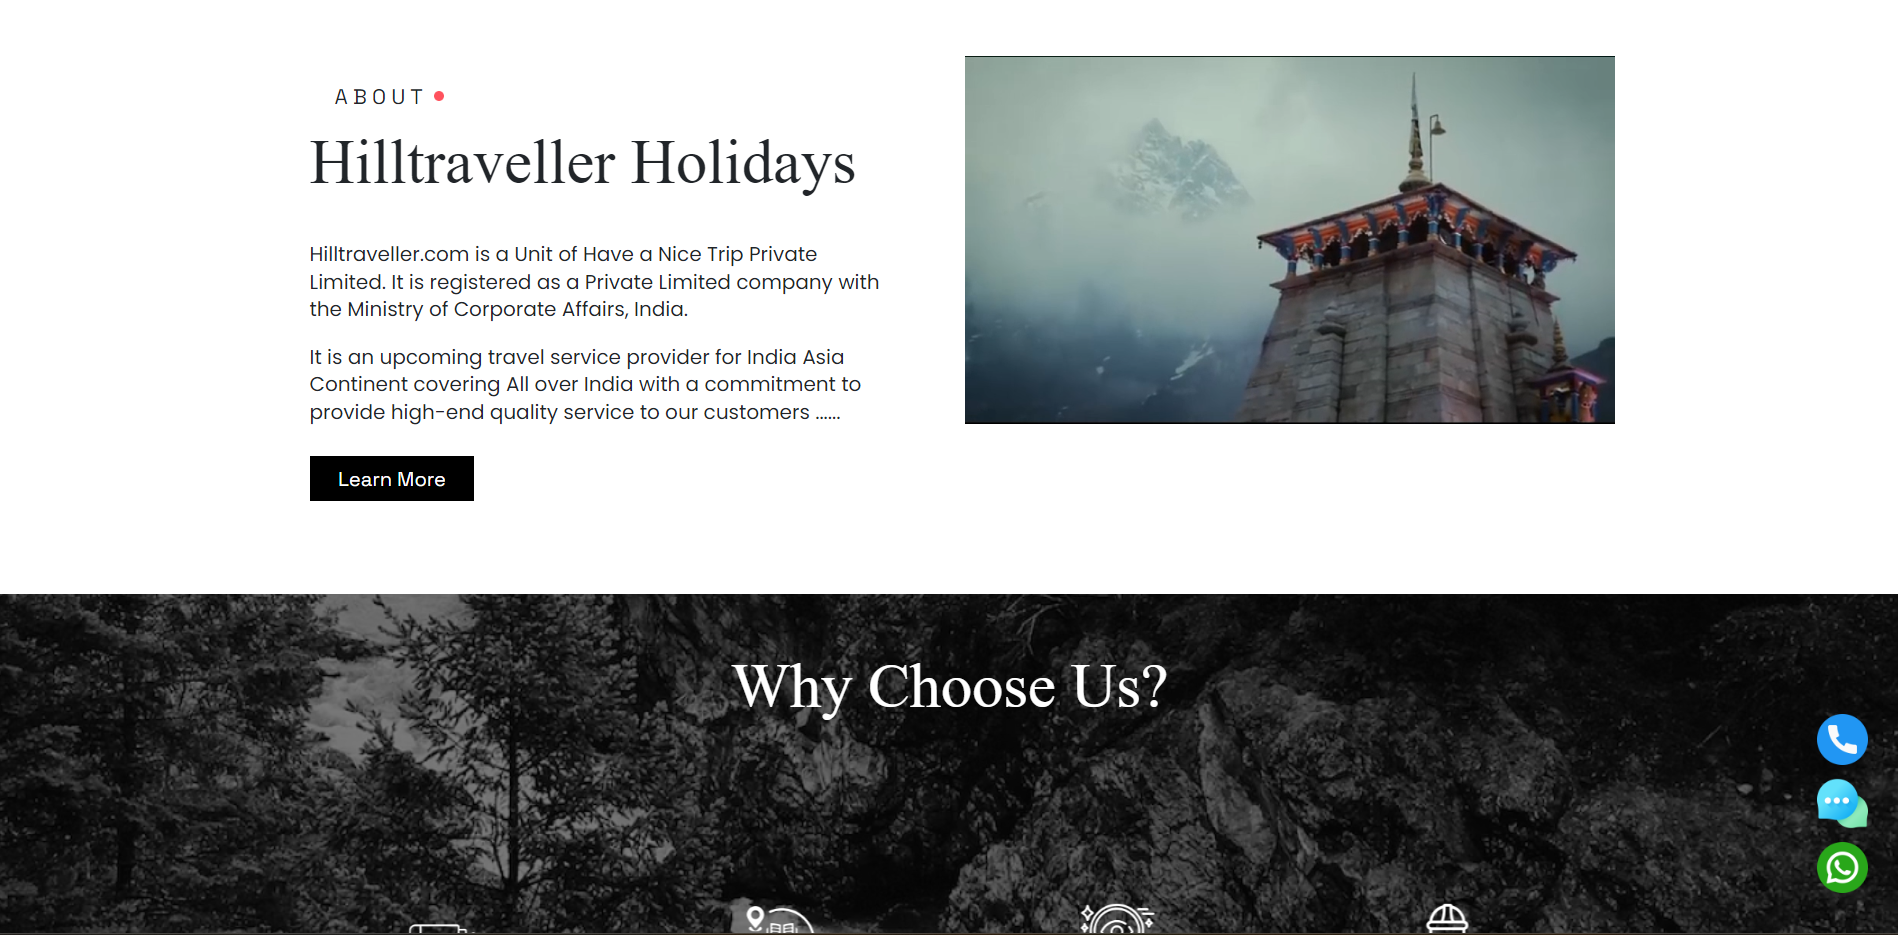 ABOUT
Hilltraveller Holidays
Hilltraveller.com is a Unit of Have a Nice Trip Private
Limited. It is registered as a Private Limited company with
the Ministry of Corporate Affairs, India.
It is an upcoming travel service provider for India Asia
Continent covering All over India with a commitment to
provide high-end quality service to our customers ......
Learn More
Why Choose Us?